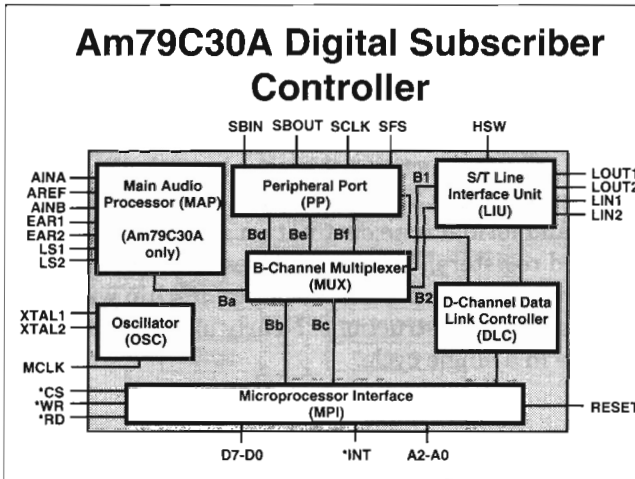 Am79C30A Digital Subscriber
Controller
SBIN SBOUT SCLK SFS HSW
AINA
AREF
AINB
EAR1
EAR2
LS1
LS2
Main Audio
Processor (MAP)
(Am79C30A
only)
Peripheral Port
(PP)
B1
S/T Line
Interface Unit
(LIU)
LOUT1
LOUT2
LIN1
LIN2
Bd Be Bf
B-Channel Multiplexer
(MUX)
Ba
B2
D-Channel Data
Link Controller
(DLC)
XTAL1
XTAL2
Oscillator
(OSC)
Bb Bc
MCLK
*CS
*WR
*RD
Microprocessor Interface
(MPI)
RESET
D7-D0 *INT A2-A0